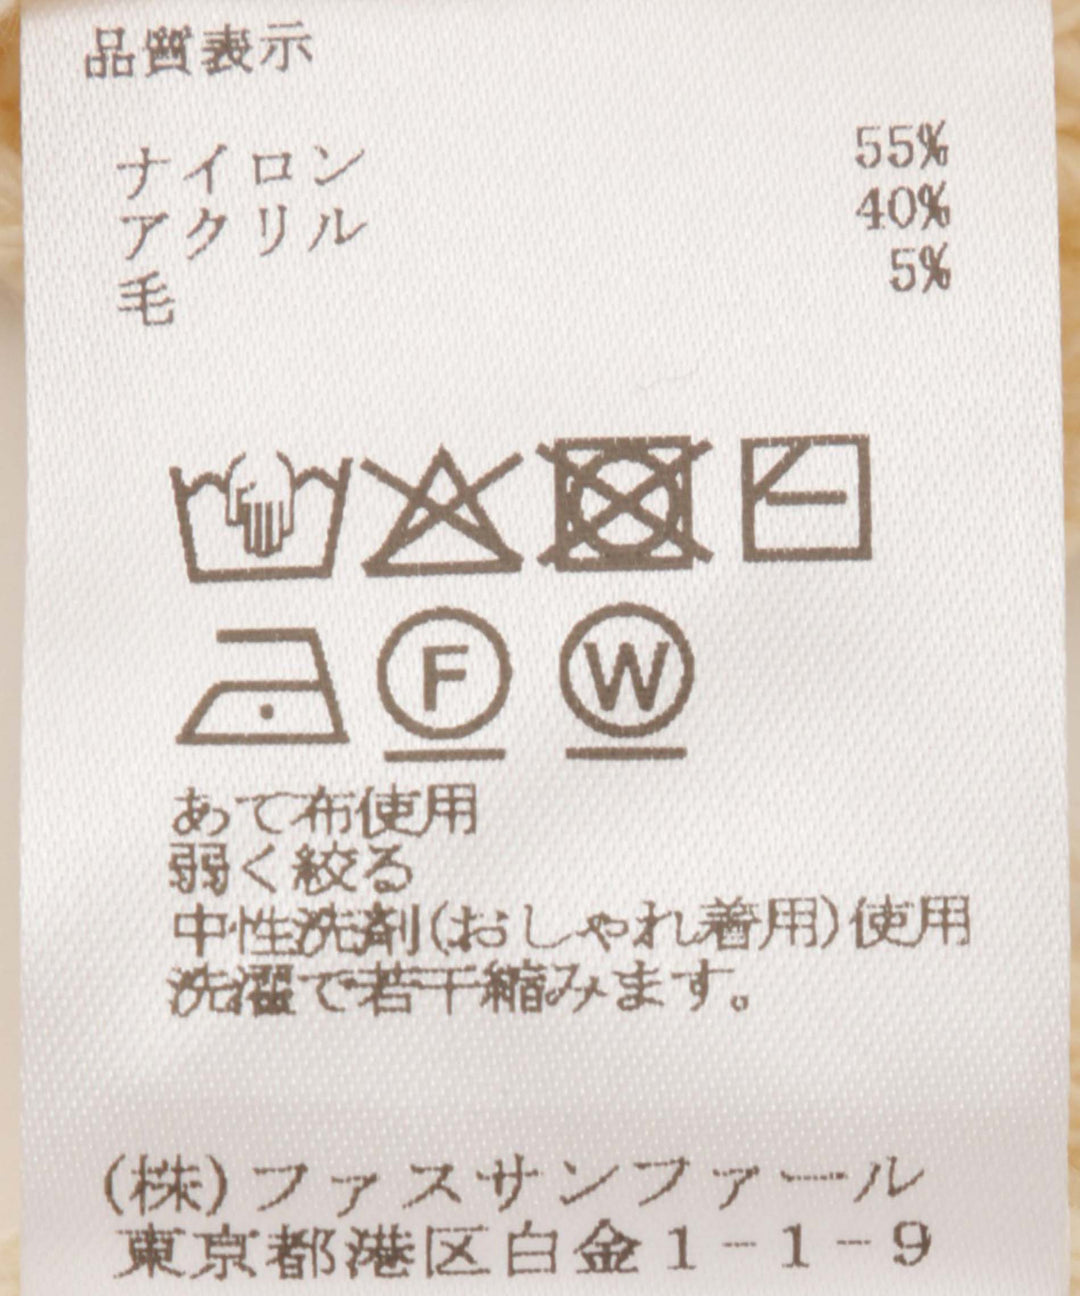 品質表示
ナイロン 55%
アクリル 40%
毛 5%
F W
あて布使用
弱く絞る
中性洗剤(おしゃれ着用)使用
洗濯で若干縮みます。
(株)ファスサンファール
東京都港区白金1-1-9